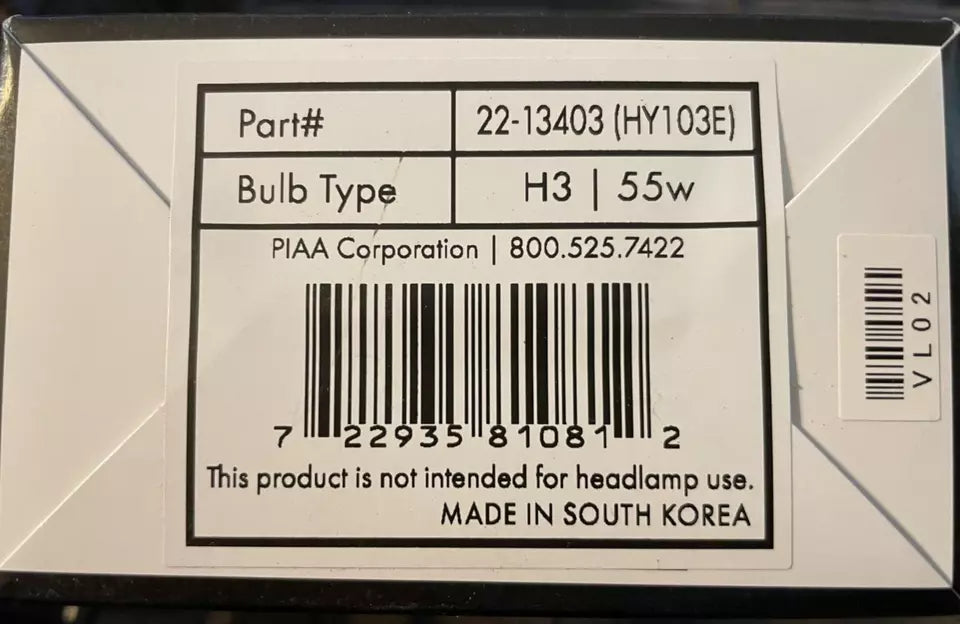 Part# 22-13403 (HY103E)
Bulb Type H3 | 55w
PIAA Corporation | 800.525.7422
7 22935 81081 2
This product is not intended for headlamp use.
MADE IN SOUTH KOREA
VL02